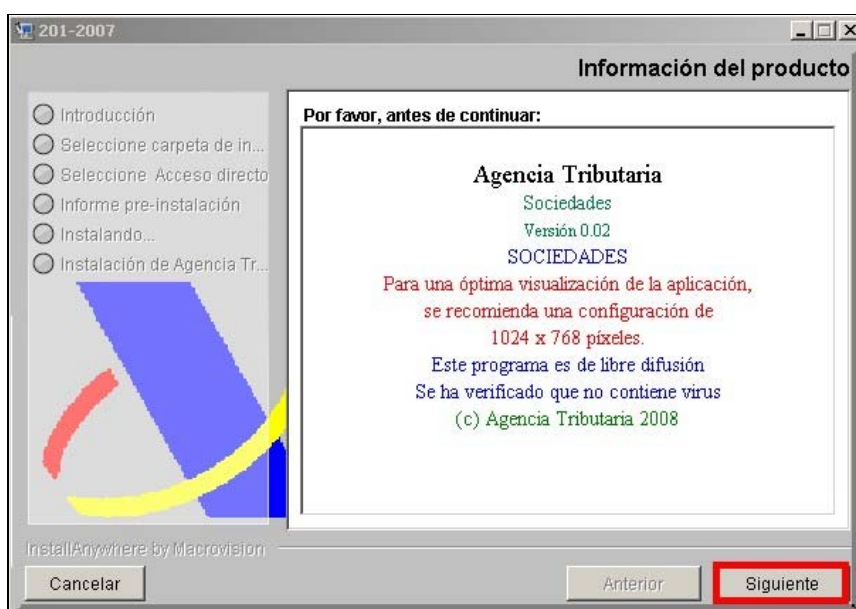 201-2007
Información del producto
Introducción
Seleccione carpeta de in...
Seleccione Acceso directo
Informe pre-instalación
Instalando...
Instalación de Agencia Tr...
Por favor, antes de continuar:
Agencia Tributaria
Sociedades
Versión 0.02
SOCIEDADES
Para una óptima visualización de la aplicación,
se recomienda una configuración de
1024 x 768 píxeles.
Este programa es de libre difusión
Se ha verificado que no contiene virus
(c) Agencia Tributaria 2008
InstallAnywhere by Macrovision
Cancelar
Anterior
Siguiente